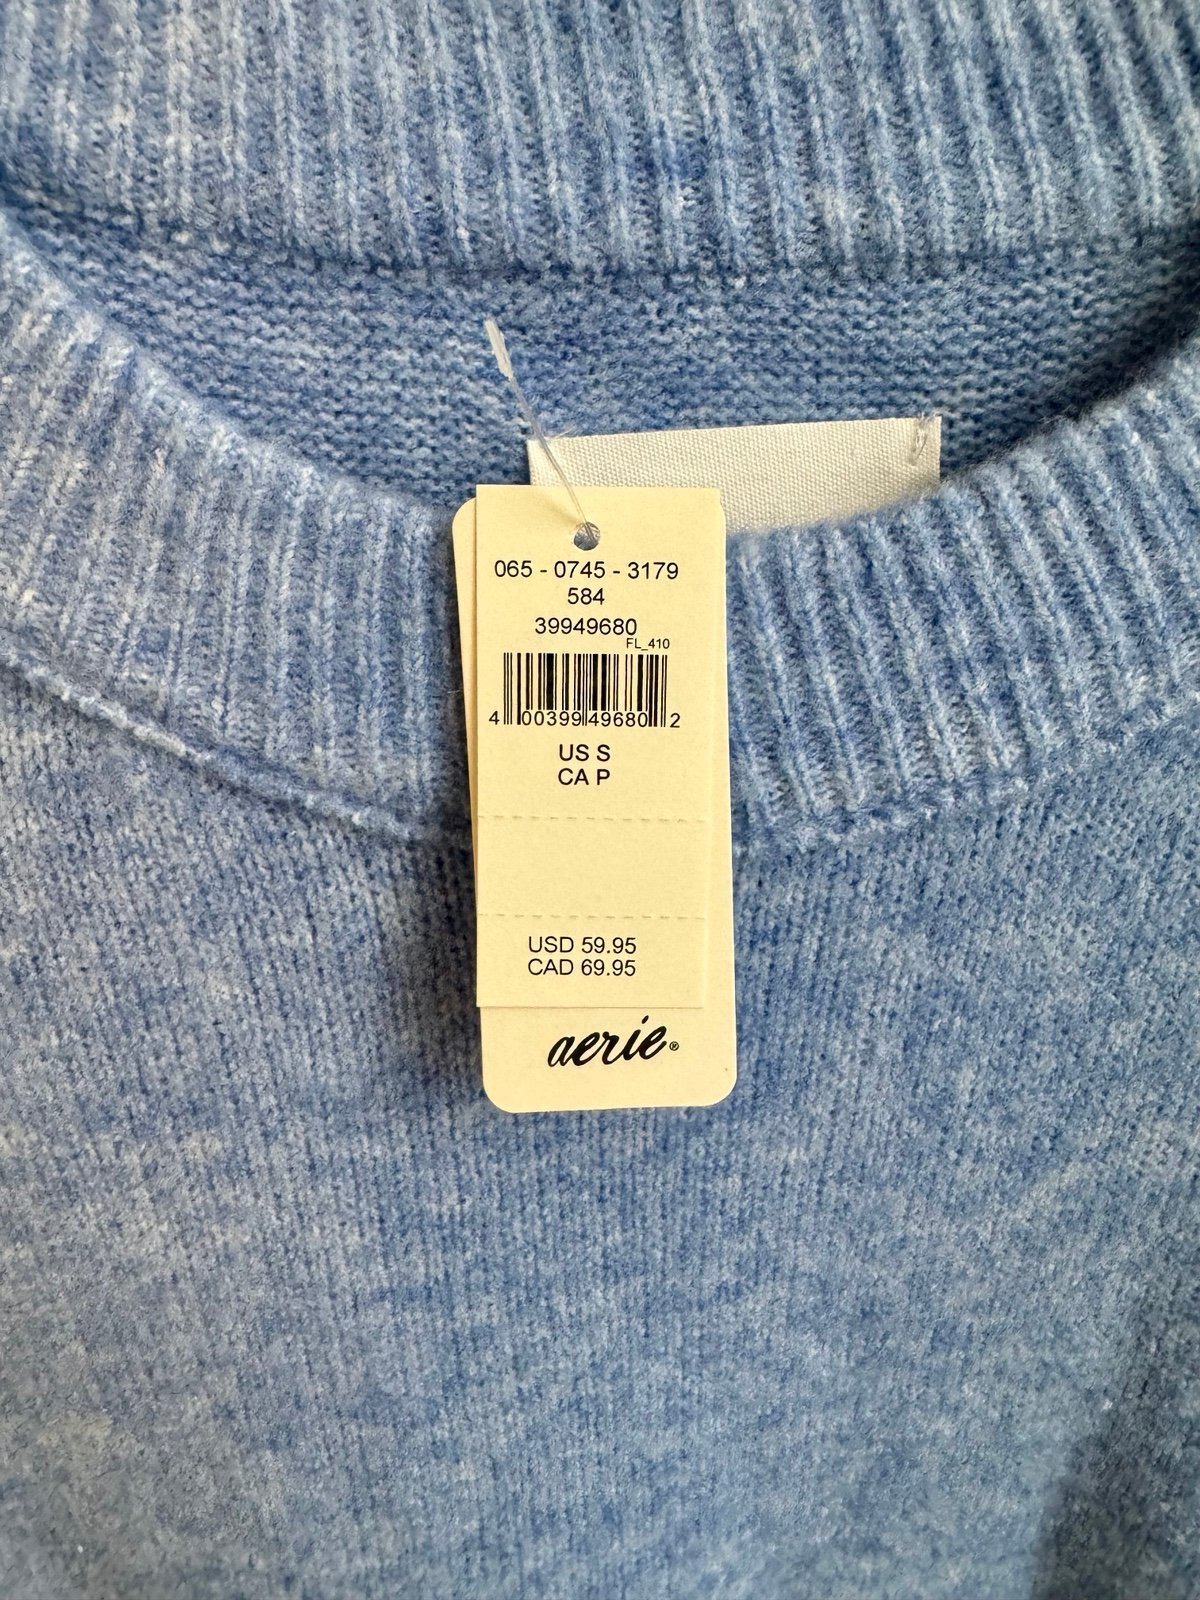 065 - 0745 - 3179
584
39949680
FL_410
4 00399 49680 2
US S
CA P
USD 59.95
CAD 69.95
aerie®